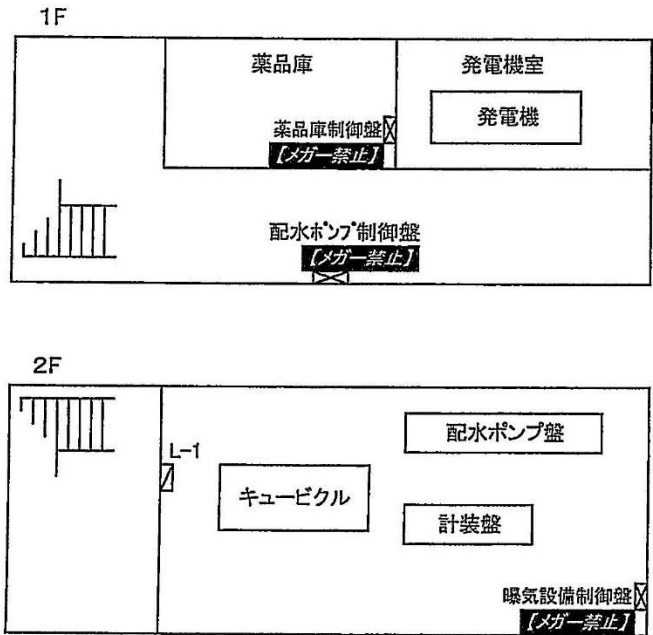 1F
薬品庫
発電機室
発電機
薬品庫制御盤
【メガー禁止】
配水ポンプ制御盤
【メガー禁止】
2F
L-1
配水ポンプ盤
キュービクル
計装盤
曝気設備制御盤
【メガー禁止】